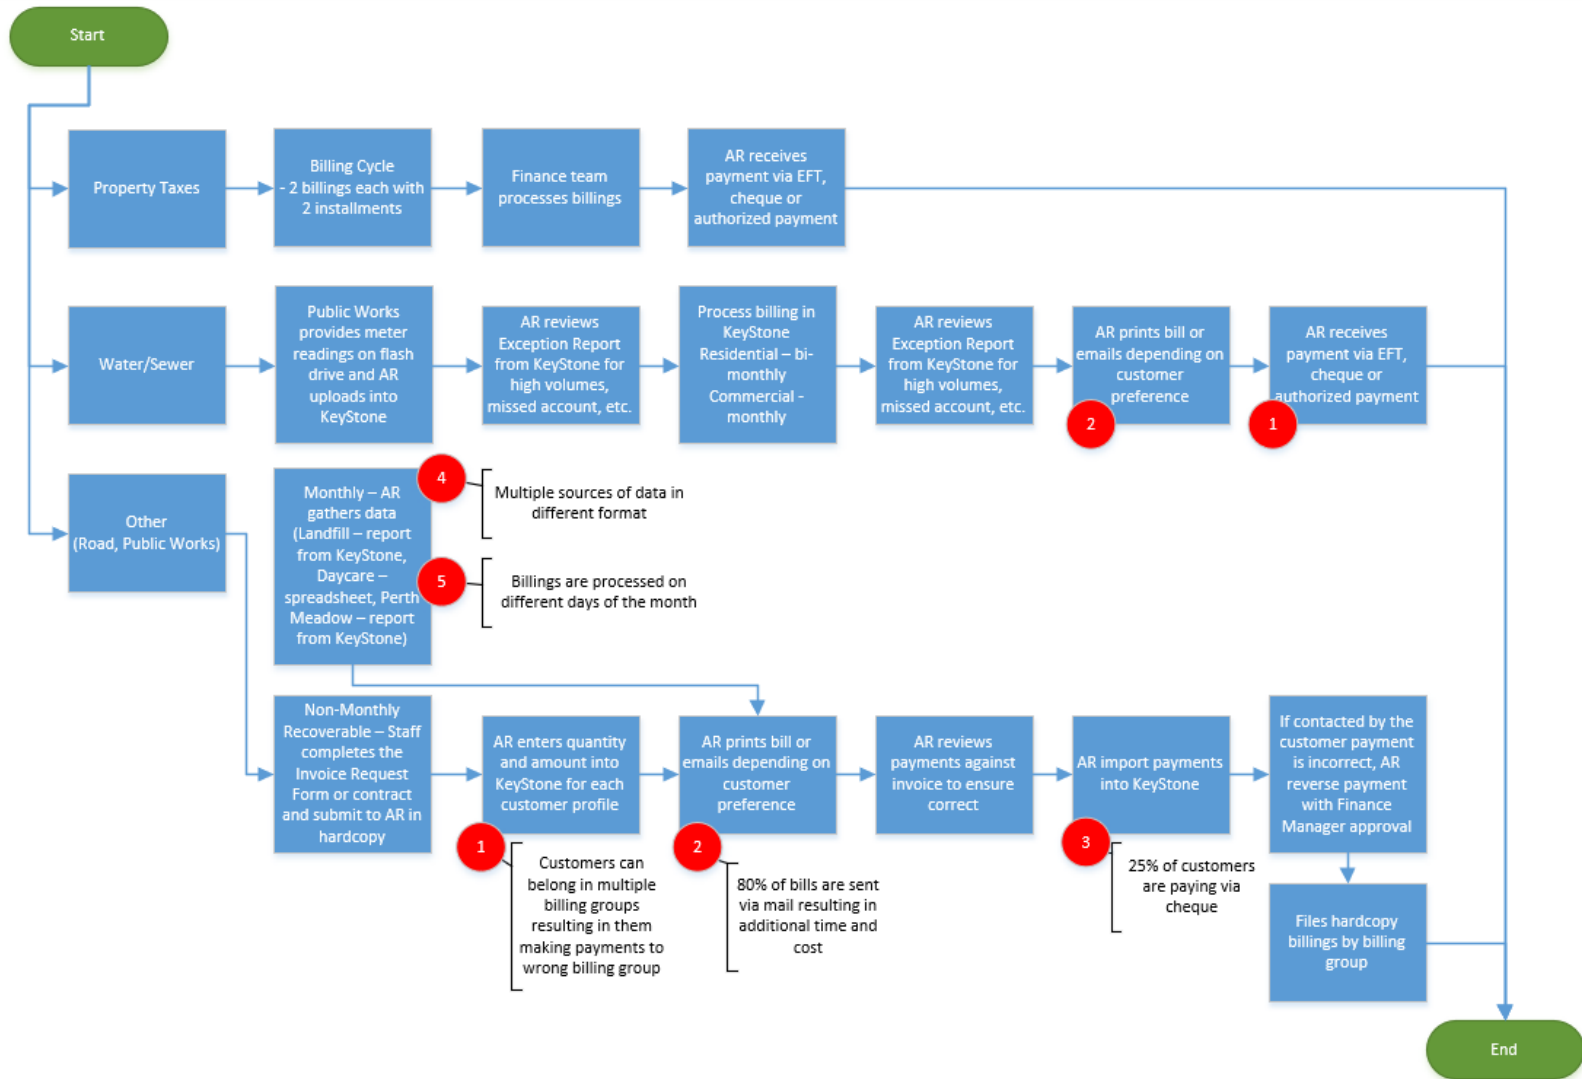 Start
Property Taxes
Billing Cycle
- 2 billings each with
2 installments
Finance team
processes billings
AR receives
payment via EFT,
cheque or
authorized payment
Water/Sewer
Public Works
provides meter
readings on flash
drive and AR
uploads into
KeyStone
AR reviews
Exception Report
from KeyStone for
high volumes,
missed account, etc.
Process billing in
KeyStone
Residential – bi-
monthly
Commercial -
monthly
AR reviews
Exception Report
from KeyStone for
high volumes,
missed account, etc.
AR prints bill or
emails depending on
customer
preference
2
AR receives
payment via EFT,
cheque or
authorized payment
1
Other
(Road, Public Works)
Monthly – AR
gathers data
(Landfill – report
from KeyStone,
Daycare –
spreadsheet, Perth
Meadow – report
from KeyStone)
4
Multiple sources of data in
different format
5
Billings are processed on
different days of the month
Non-Monthly
Recoverable – Staff
completes the
Invoice Request
Form or contract
and submit to AR in
hardcopy
AR enters quantity
and amount into
KeyStone for each
customer profile
1
Customers can
belong in multiple
billing groups
resulting in them
making payments to
wrong billing group
AR prints bill or
emails depending on
customer
preference
2
80% of bills are sent
via mail resulting in
additional time and
cost
AR reviews
payments against
invoice to ensure
correct
AR import payments
into KeyStone
3
25% of customers
are paying via
cheque
If contacted by the
customer payment
is incorrect, AR
reverse payment
with Finance
Manager approval
Files hardcopy
billings by billing
group
End